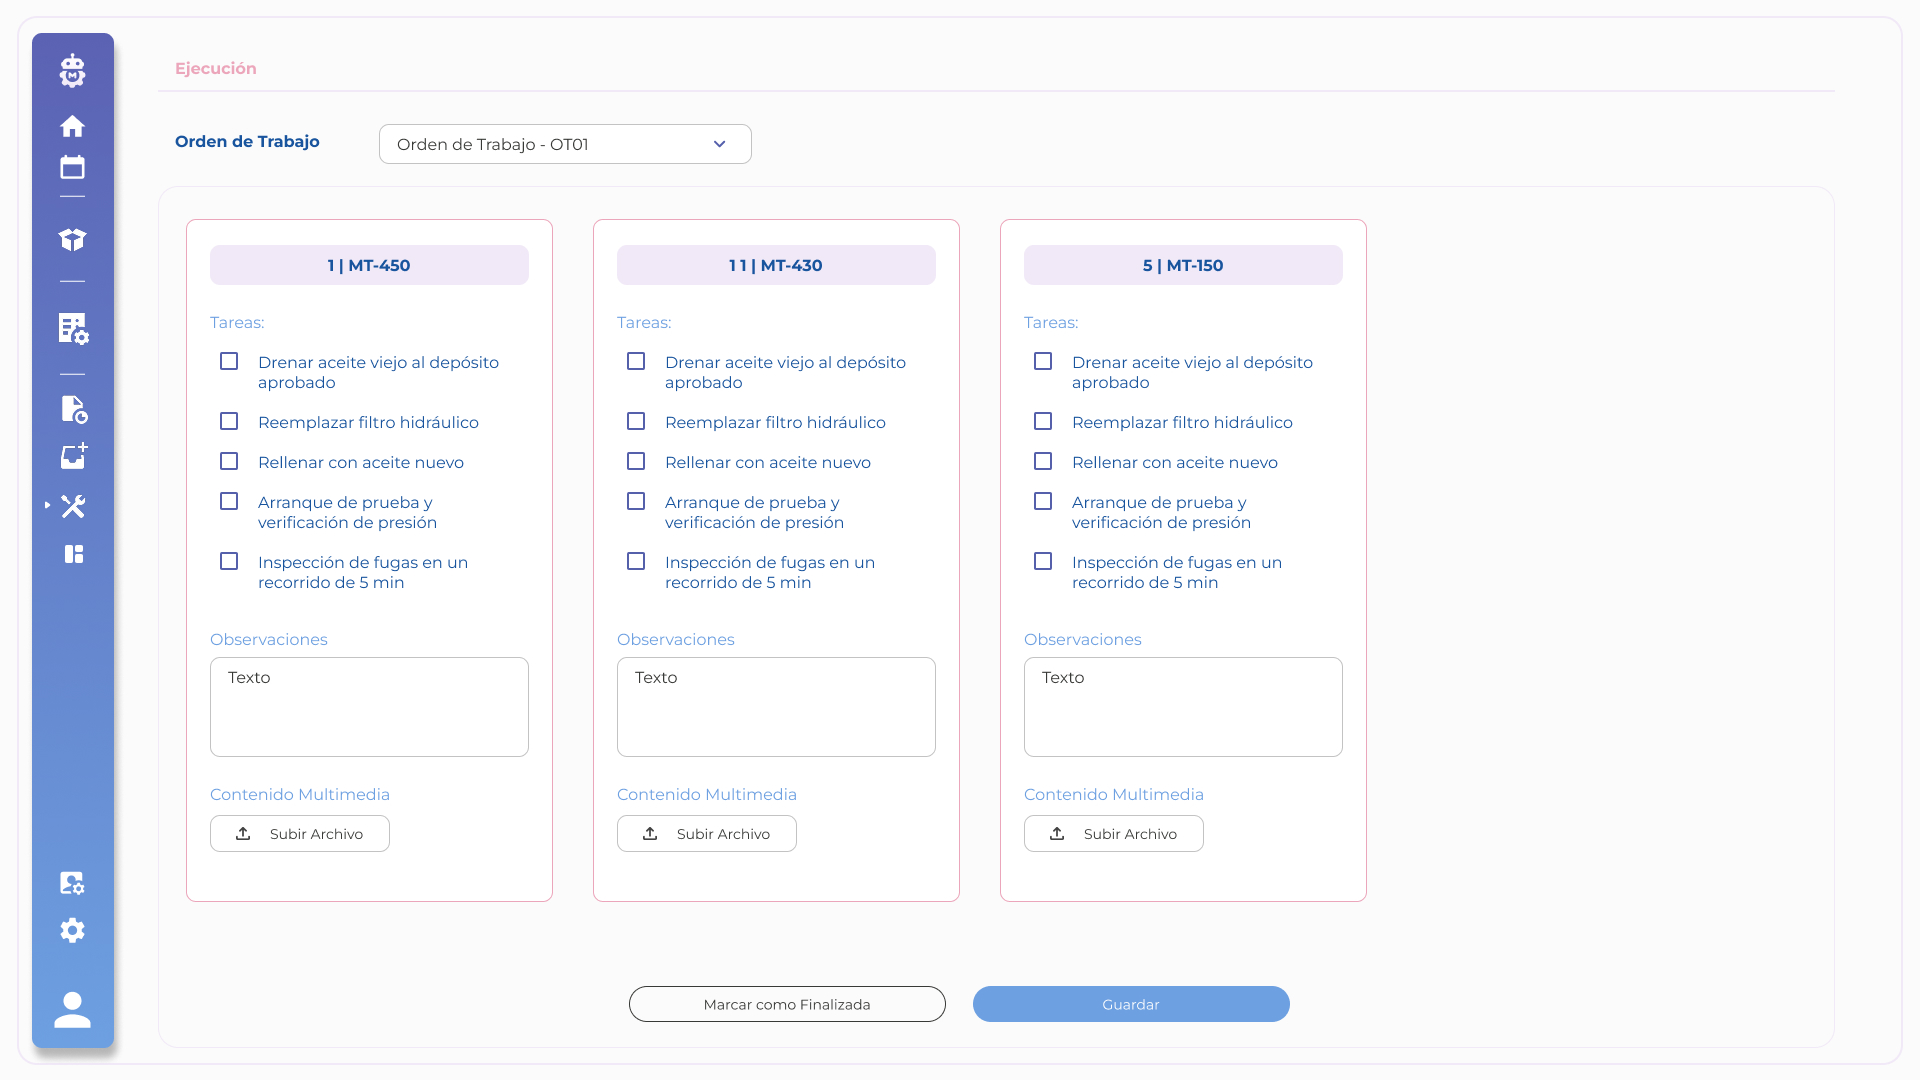 Ejecución
Orden de Trabajo
Orden de Trabajo - OT01
1 | MT-450
Tareas:
Drenar aceite viejo al depósito
aprobado
Reemplazar filtro hidráulico
Rellenar con aceite nuevo
Arranque de prueba y
verificación de presión
Inspección de fugas en un
recorrido de 5 min
Observaciones
Texto
Contenido Multimedia
Subir Archivo
1 1 | MT-430
Tareas:
Drenar aceite viejo al depósito
aprobado
Reemplazar filtro hidráulico
Rellenar con aceite nuevo
Arranque de prueba y
verificación de presión
Inspección de fugas en un
recorrido de 5 min
Observaciones
Texto
Contenido Multimedia
Subir Archivo
5 | MT-150
Tareas:
Drenar aceite viejo al depósito
aprobado
Reemplazar filtro hidráulico
Rellenar con aceite nuevo
Arranque de prueba y
verificación de presión
Inspección de fugas en un
recorrido de 5 min
Observaciones
Texto
Contenido Multimedia
Subir Archivo
Marcar como Finalizada
Guardar